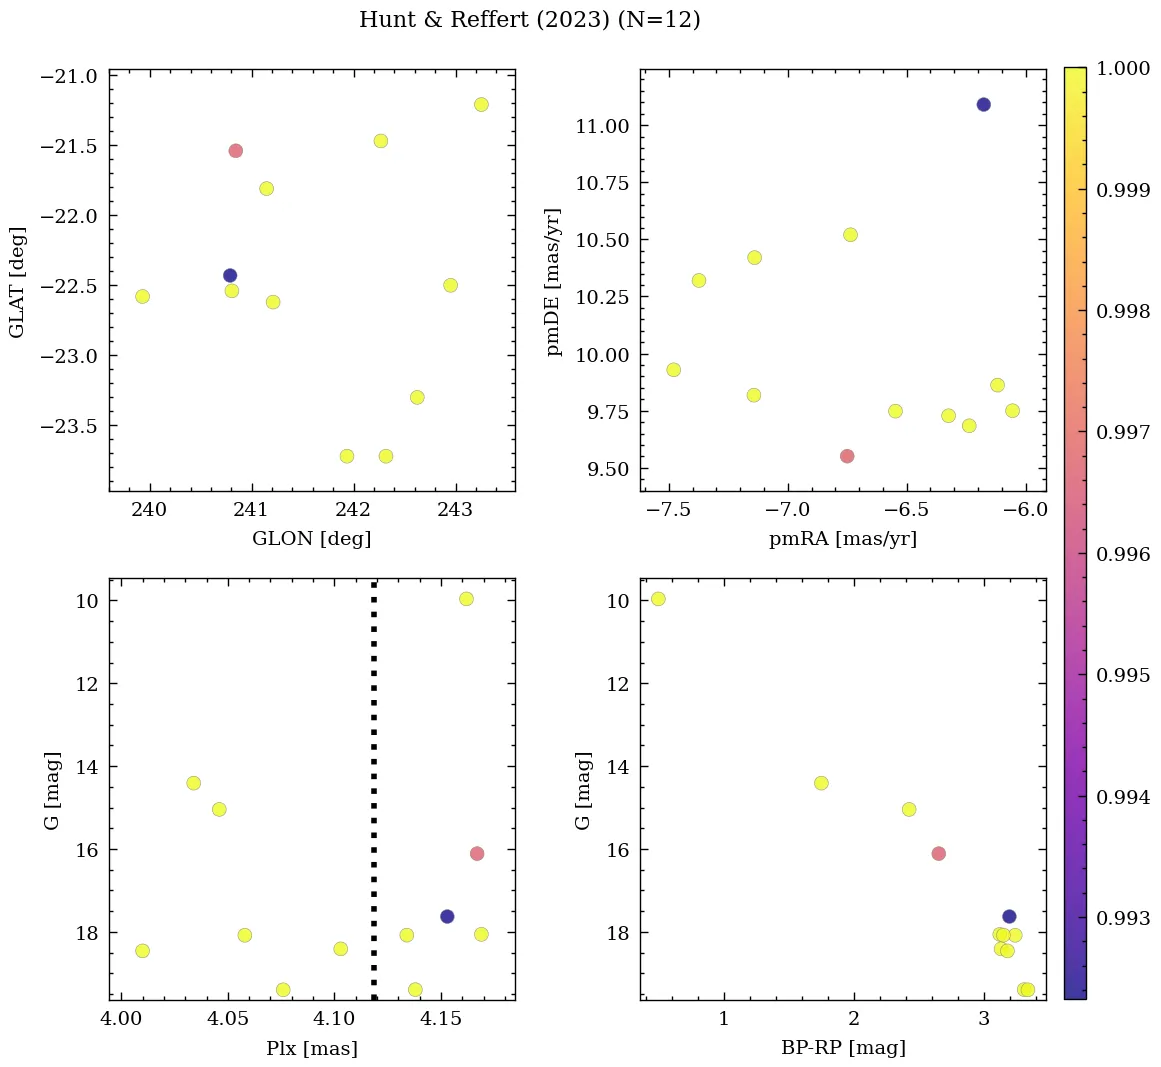 Hunt & Reffert (2023) (N=12)
−21.0
−21.5
−22.0
−22.5
−23.0
−23.5
GLAT [deg]
240 241 242 243
GLON [deg]
11.00
10.75
10.50
10.25
10.00
9.75
9.50
pmDE [mas/yr]
−7.5 −7.0 −6.5 −6.0
pmRA [mas/yr]
10
12
14
16
18
G [mag]
4.00 4.05 4.10 4.15
Plx [mas]
10
12
14
16
18
G [mag]
1 2 3
BP-RP [mag]
1.000
0.999
0.998
0.997
0.996
0.995
0.994
0.993